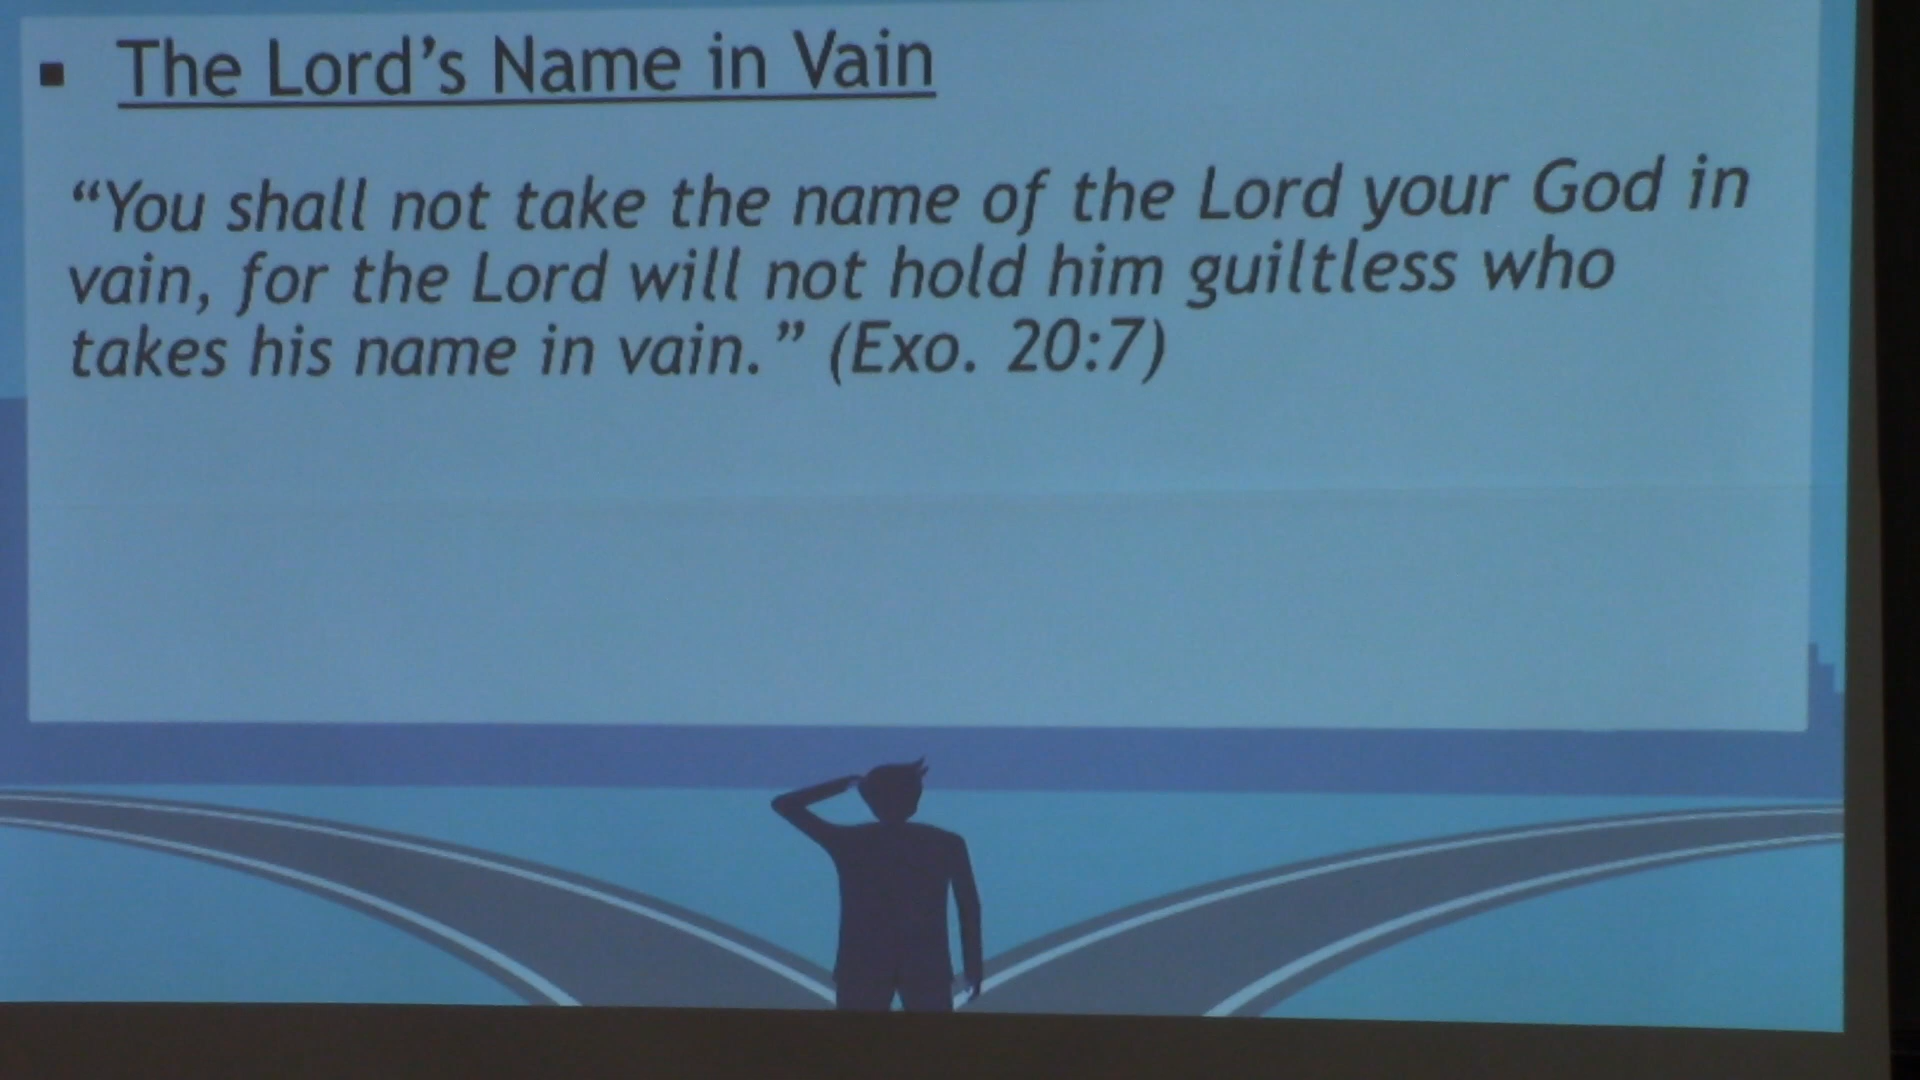 ▪ The Lord’s Name in Vain
“You shall not take the name of the Lord your God in
vain, for the Lord will not hold him guiltless who
takes his name in vain.” (Exo. 20:7)